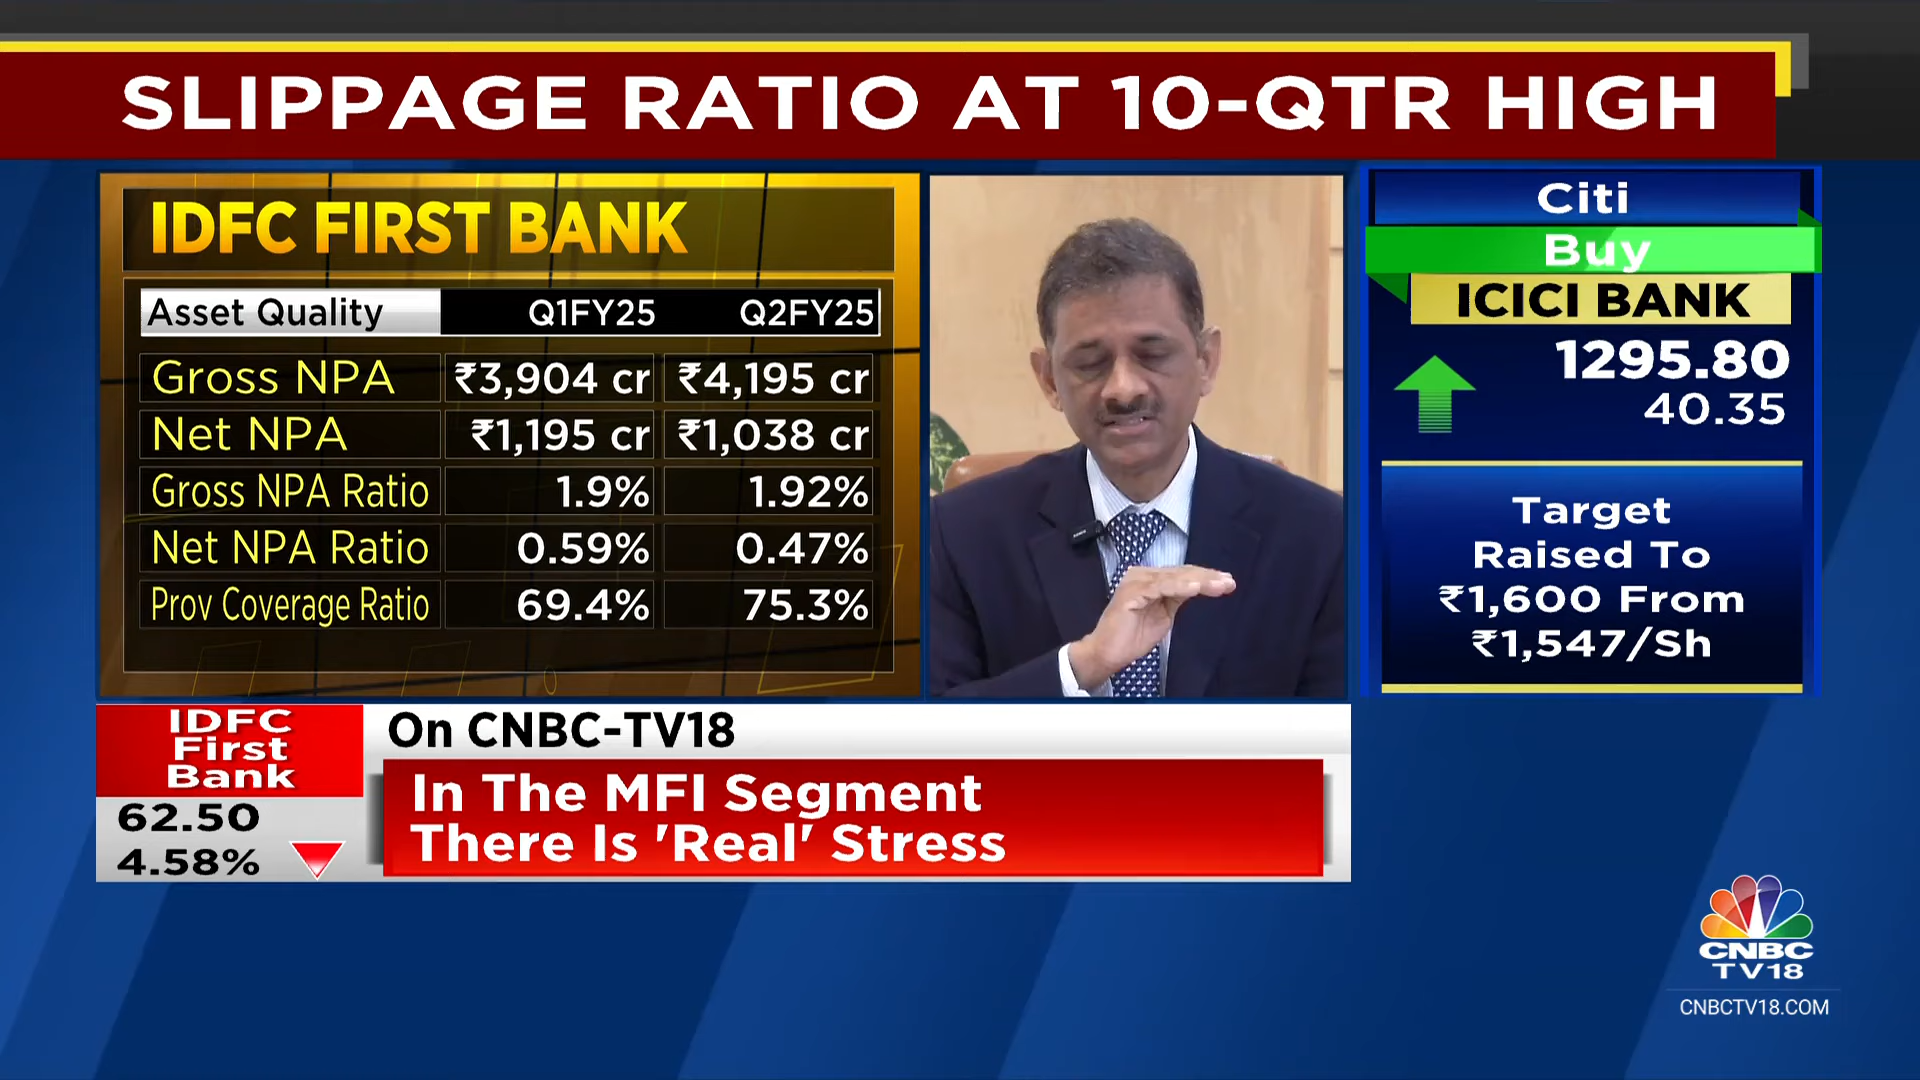 SLIPPAGE RATIO AT 10-QTR HIGH
IDFC FIRST BANK
Asset Quality Q1FY25 Q2FY25
Gross NPA ₹3,904 cr ₹4,195 cr
Net NPA ₹1,195 cr ₹1,038 cr
Gross NPA Ratio 1.9% 1.92%
Net NPA Ratio 0.59% 0.47%
Prov Coverage Ratio 69.4% 75.3%
Citi
Buy
ICICI BANK
1295.80
40.35
Target
Raised To
₹1,600 From
₹1,547/Sh
IDFC
First
Bank
62.50
4.58%
On CNBC-TV18
In The MFI Segment
There Is 'Real' Stress
CNBC
TV18
CNBCTV18.COM